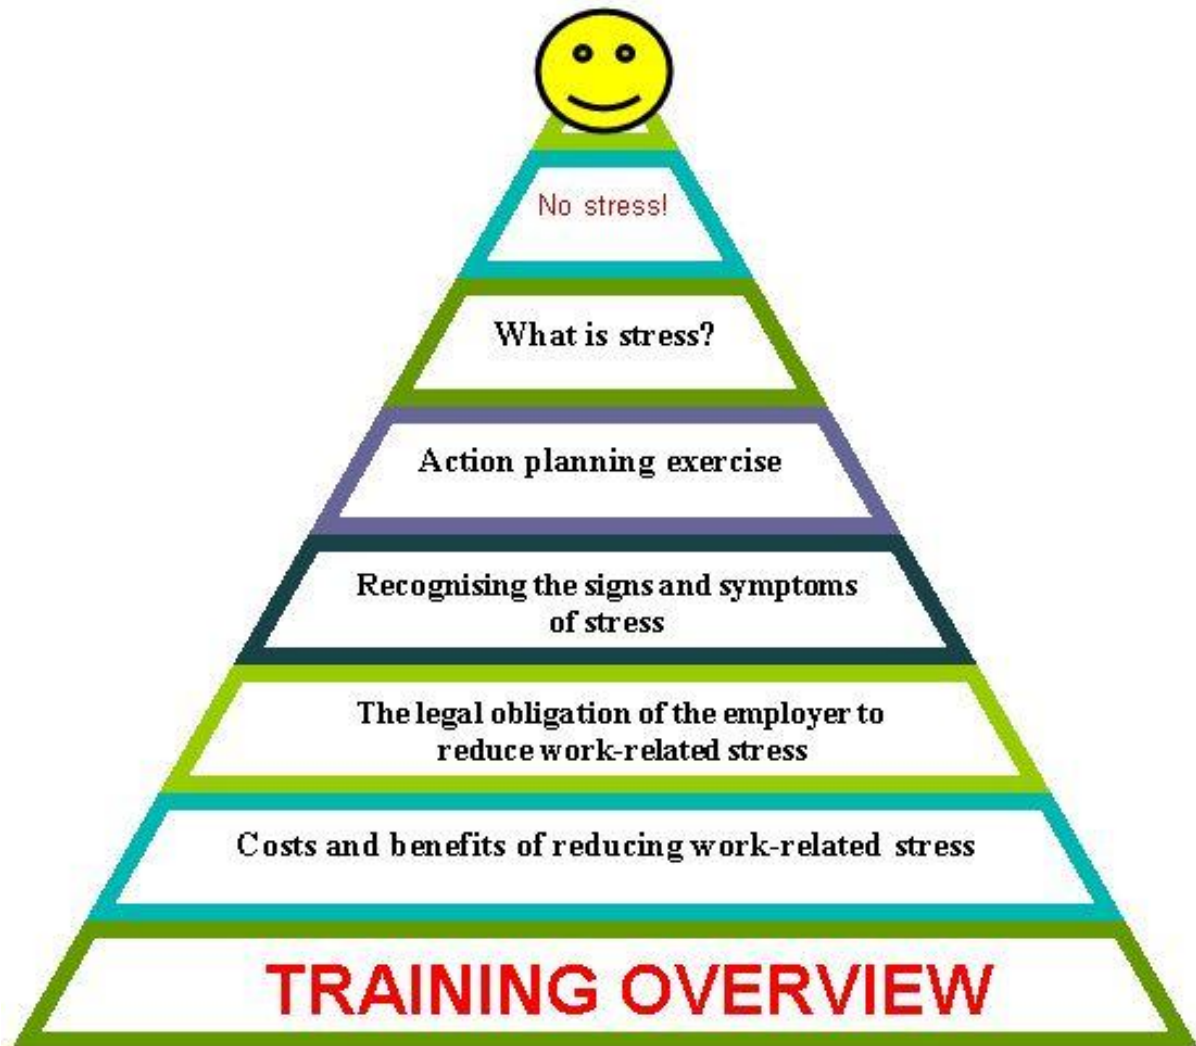 No stress!
What is stress?
Action planning exercise
Recognising the signs and symptoms
of stress
The legal obligation of the employer to
reduce work-related stress
Costs and benefits of reducing work-related stress
TRAINING OVERVIEW